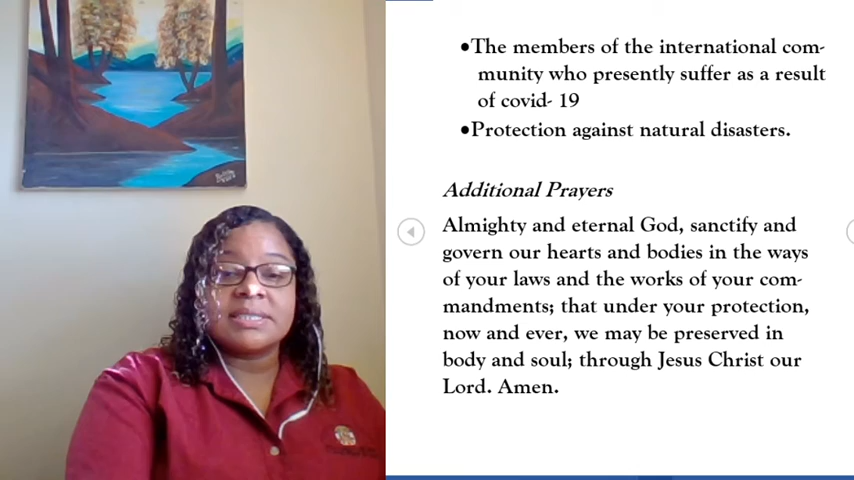 •The members of the international com-
munity who presently suffer as a result
of covid- 19
•Protection against natural disasters.
Additional Prayers
Almighty and eternal God, sanctify and
govern our hearts and bodies in the ways
of your laws and the works of your com-
mandments; that under your protection,
now and ever, we may be preserved in
body and soul; through Jesus Christ our
Lord. Amen.